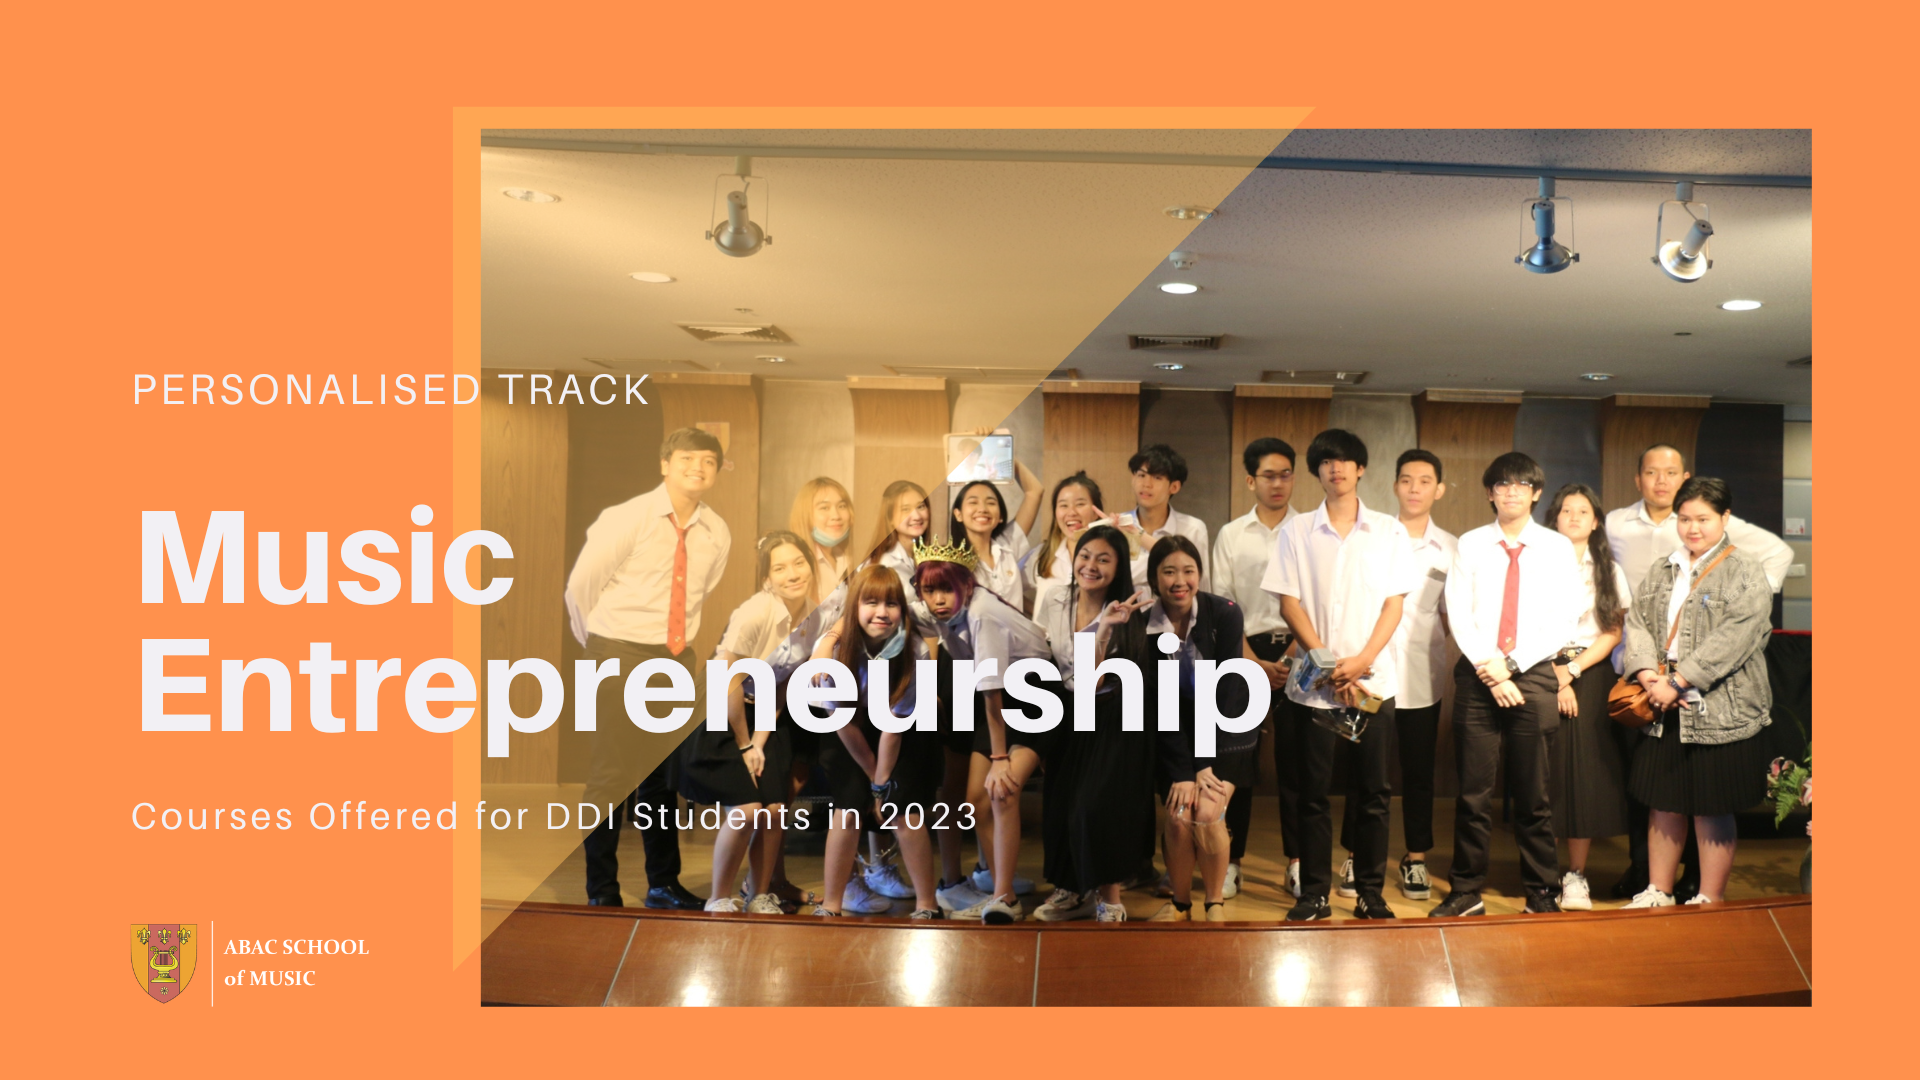 PERSONALISED TRACK
Music
Entrepreneurship
Courses Offered for DDI Students in 2023
ABAC SCHOOL
of MUSIC